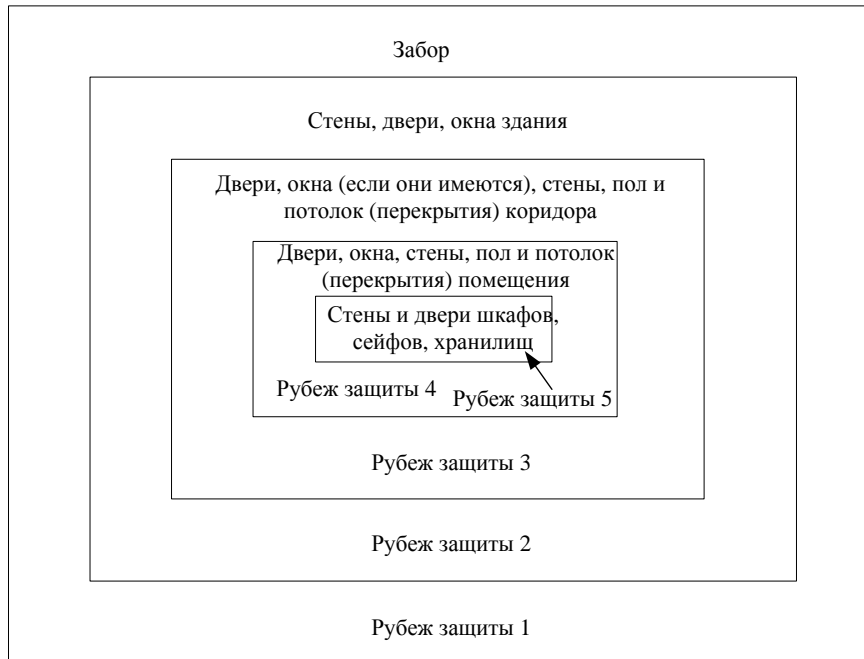 Забор
Стены, двери, окна здания
Двери, окна (если они имеются), стены, пол и
потолок (перекрытия) коридора
Двери, окна, стены, пол и потолок
(перекрытия) помещения
Стены и двери шкафов,
сейфов, хранилищ
Рубеж защиты 4
Рубеж защиты 5
Рубеж защиты 3
Рубеж защиты 2
Рубеж защиты 1